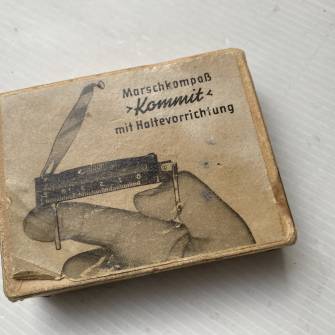 Marschkompaß
>Kommit<
mit Haltevorrichtung